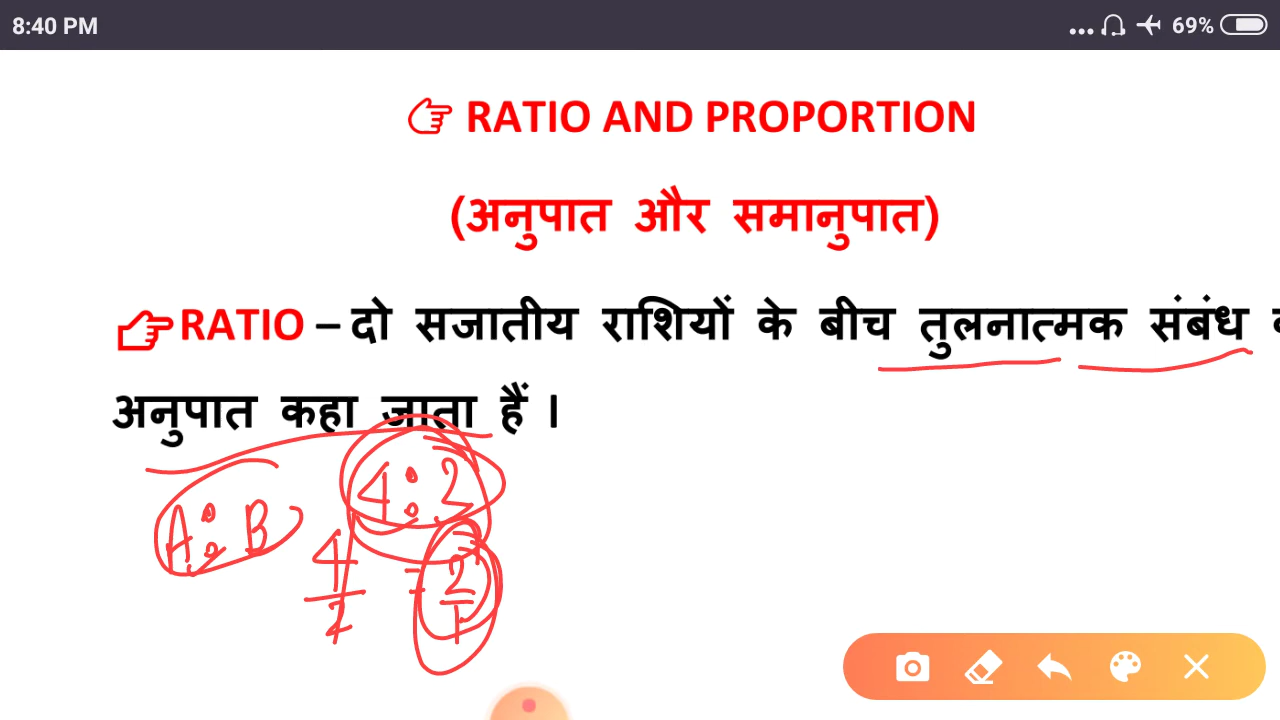 8:40 PM
69%
RATIO AND PROPORTION
(अनुपात और समानुपात)
RATIO – दो सजातीय राशियों के बीच तुलनात्मक संबंध
अनुपात कहा जाता हैं ।
A : B
4 : 2
4/2 = 2/1